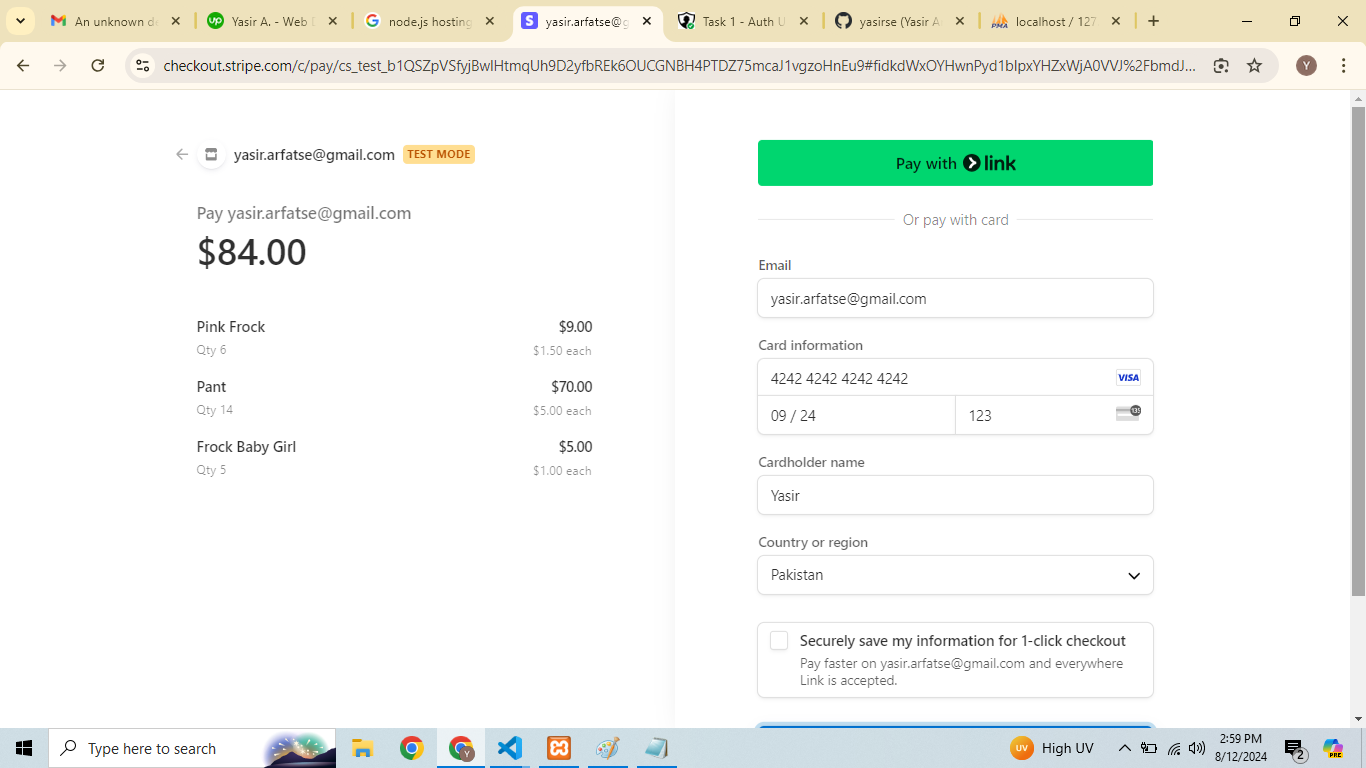 An unknown de
Yasir A. - Web D
node.js hosting
yasir.arfatse@g
Task 1 - Auth U
yasirse (Yasir A
localhost / 127
checkout.stripe.com/c/pay/cs_test_b1QSZpVSfyjBwIHtmqUh9D2yfbREk6OUCGNBH4PTDZ75mcaJ1vgzoHnEu9#fidkdWxOYHwnPyd1blpxYHZxWjA0VVJ%2FbmdJ...
Y
yasir.arfatse@gmail.com TEST MODE
Pay yasir.arfatse@gmail.com
$84.00
Pink Frock $9.00
Qty 6 $1.50 each
Pant $70.00
Qty 14 $5.00 each
Frock Baby Girl $5.00
Qty 5 $1.00 each
Pay with link
Or pay with card
Email
yasir.arfatse@gmail.com
Card information
4242 4242 4242 4242 VISA
09 / 24 123 135
Cardholder name
Yasir
Country or region
Pakistan
Securely save my information for 1-click checkout
Pay faster on yasir.arfatse@gmail.com and everywhere
Link is accepted.
Type here to search
UV High UV
2:59 PM
8/12/2024
2
PRE